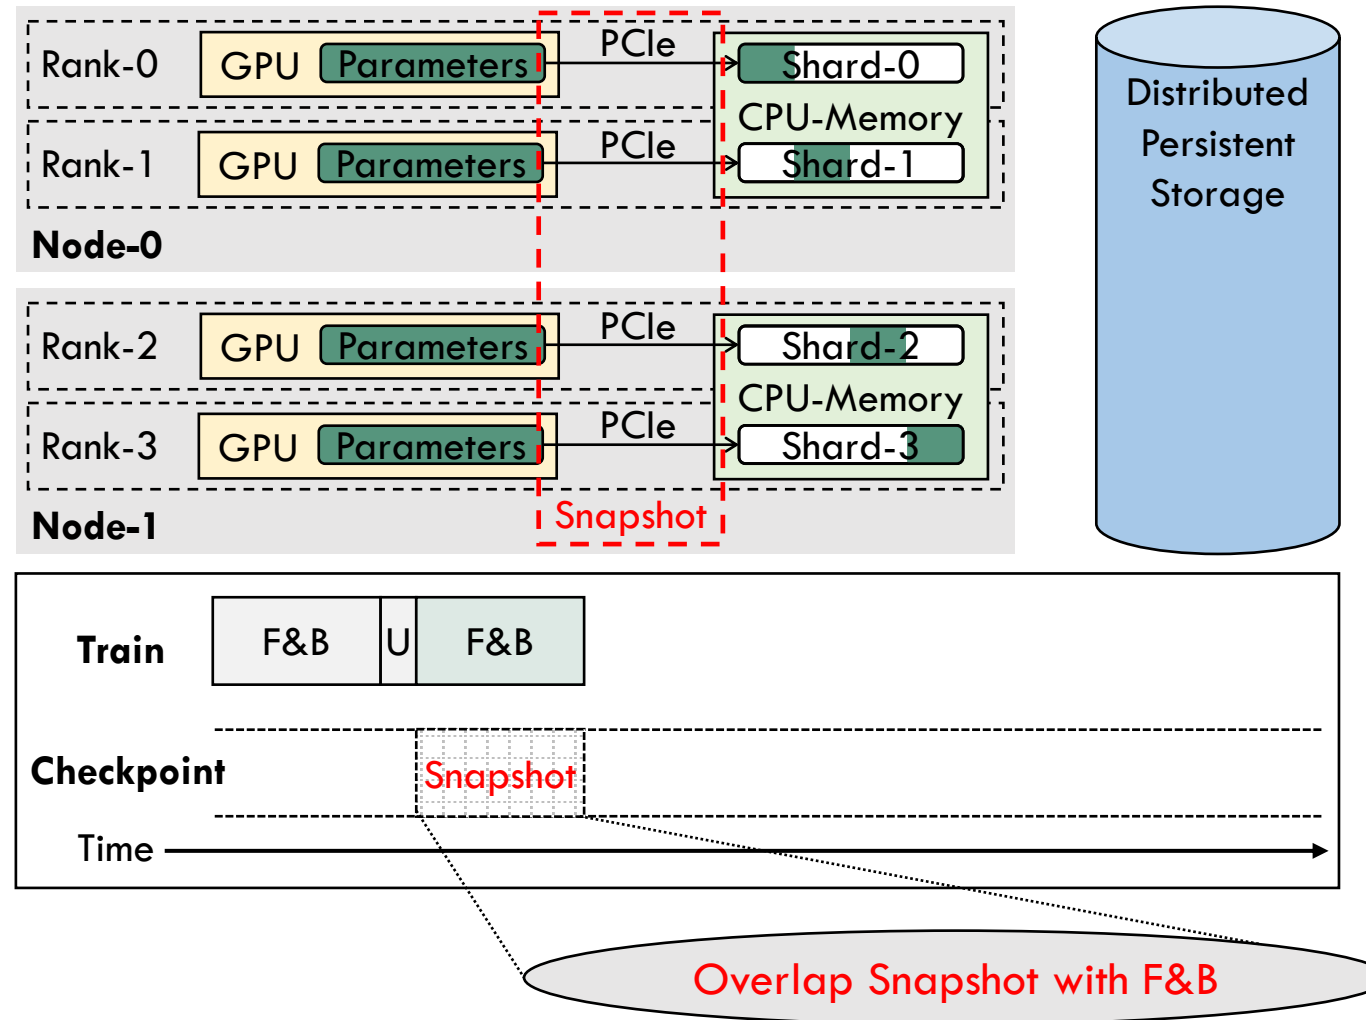 Rank-0 GPU Parameters PCIe Shard-0
CPU-Memory
Rank-1 GPU Parameters PCIe Shard-1
Node-0
Rank-2 GPU Parameters PCIe Shard-2
CPU-Memory
Rank-3 GPU Parameters PCIe Shard-3
Node-1
Snapshot
Distributed
Persistent
Storage
Train F&B U F&B
Checkpoint Snapshot
Time
Overlap Snapshot with F&B